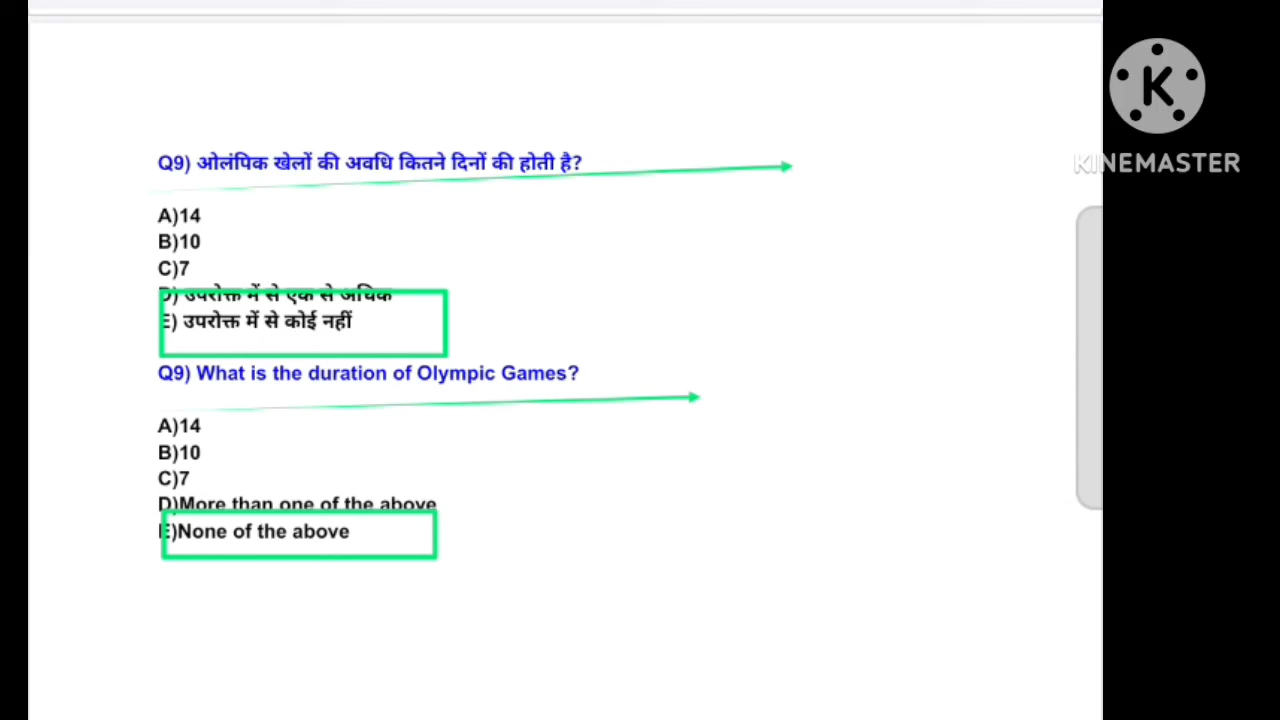 Q9) ओलंपिक खेलों की अवधि कितने दिनों की होती है?
A)14
B)10
C)7
D) उपरोक्त में से एक से अधिक
E) उपरोक्त में से कोई नहीं
Q9) What is the duration of Olympic Games?
A)14
B)10
C)7
D)More than one of the above
E)None of the above
K
KINEMASTER